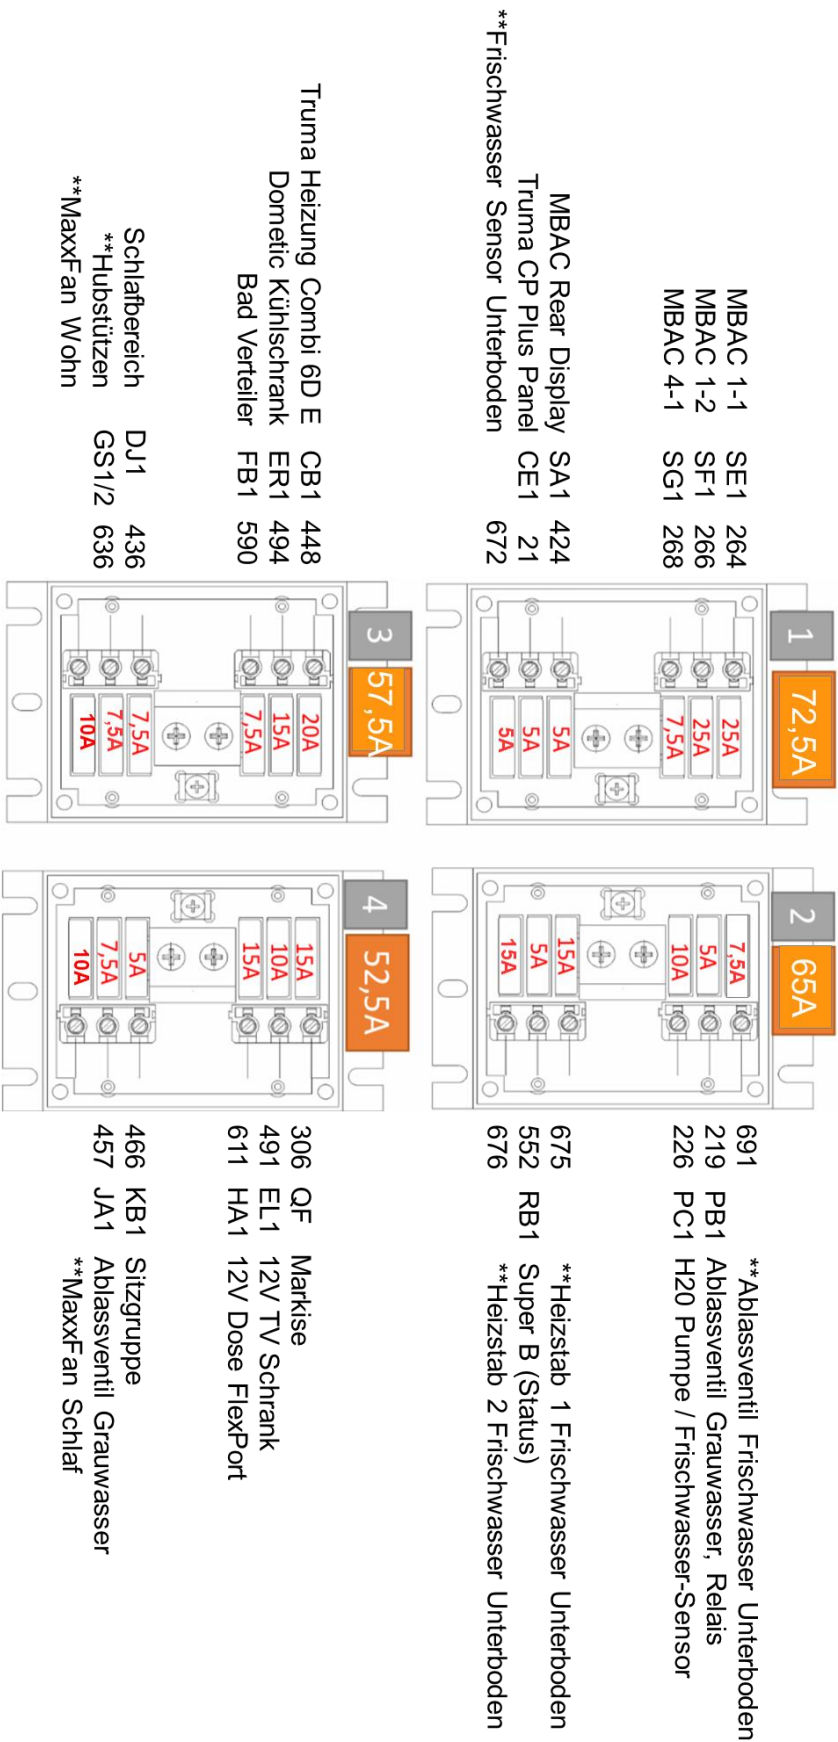 MBAC 1-1 SE1 264
MBAC 1-2 SF1 266
MBAC 4-1 SG1 268
MBAC Rear Display SA1 424
Truma CP Plus Panel CE1 21
**Frischwasser Sensor Unterboden 672
1 72,5A
25A
25A
7,5A
5A
5A
5A
2 65A
7,5A
5A
10A
15A
5A
15A
691 **Ablassventil Frischwasser Unterboden
219 PB1 Ablassventil Grauwasser, Relais
226 PC1 H20 Pumpe / Frischwasser-Sensor
675 **Heizstab 1 Frischwasser Unterboden
552 RB1 Super B (Status)
676 **Heizstab 2 Frischwasser Unterboden
Truma Heizung Combi 6D E CB1 448
Dometic Kühlschrank ER1 494
Bad Verteiler FB1 590
Schlafbereich DJ1 436
**Hubstützen GS1/2 636
**MaxxFan Wohn
3 57,5A
20A
15A
7,5A
7,5A
7,5A
10A
4 52,5A
15A
10A
15A
5A
7,5A
10A
306 QF Markise
491 EL1 12V TV Schrank
611 HA1 12V Dose FlexPort
466 KB1 Sitzgruppe
457 JA1 Ablassventil Grauwasser
**MaxxFan Schlaf